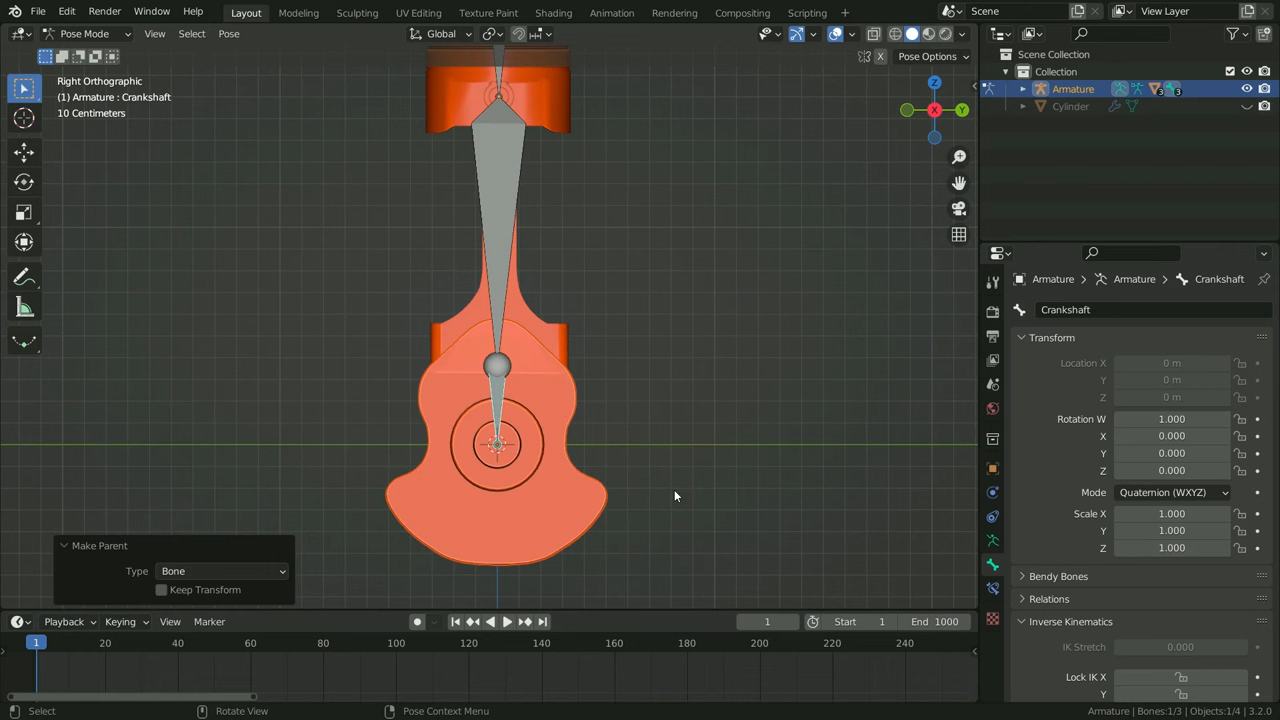 File Edit Render Window Help
Layout Modeling Sculpting UV Editing Texture Paint Shading Animation Rendering Compositing Scripting +
Scene
View Layer
Pose Mode View Select Pose
Global
X Pose Options
Right Orthographic
(1) Armature : Crankshaft
10 Centimeters
Z
X
Y
Scene Collection
Collection
Armature 3 3
Cylinder
Armature Armature Crankshaft
Crankshaft
Transform
Location X 0 m
Y 0 m
Z 0 m
Rotation W 1.000
X 0.000
Y 0.000
Z 0.000
Mode Quaternion (WXYZ)
Scale X 1.000
Y 1.000
Z 1.000
Bendy Bones
Relations
Inverse Kinematics
IK Stretch 0.000
Lock IK X
Y
Make Parent
Type Bone
Keep Transform
Playback Keying View Marker
1
Start 1
End 1000
1 20 40 60 80 100 120 140 160 180 200 220 240
Select
Rotate View
Pose Context Menu
Armature | Bones:1/3 | Objects:1/4 | 3.2.0